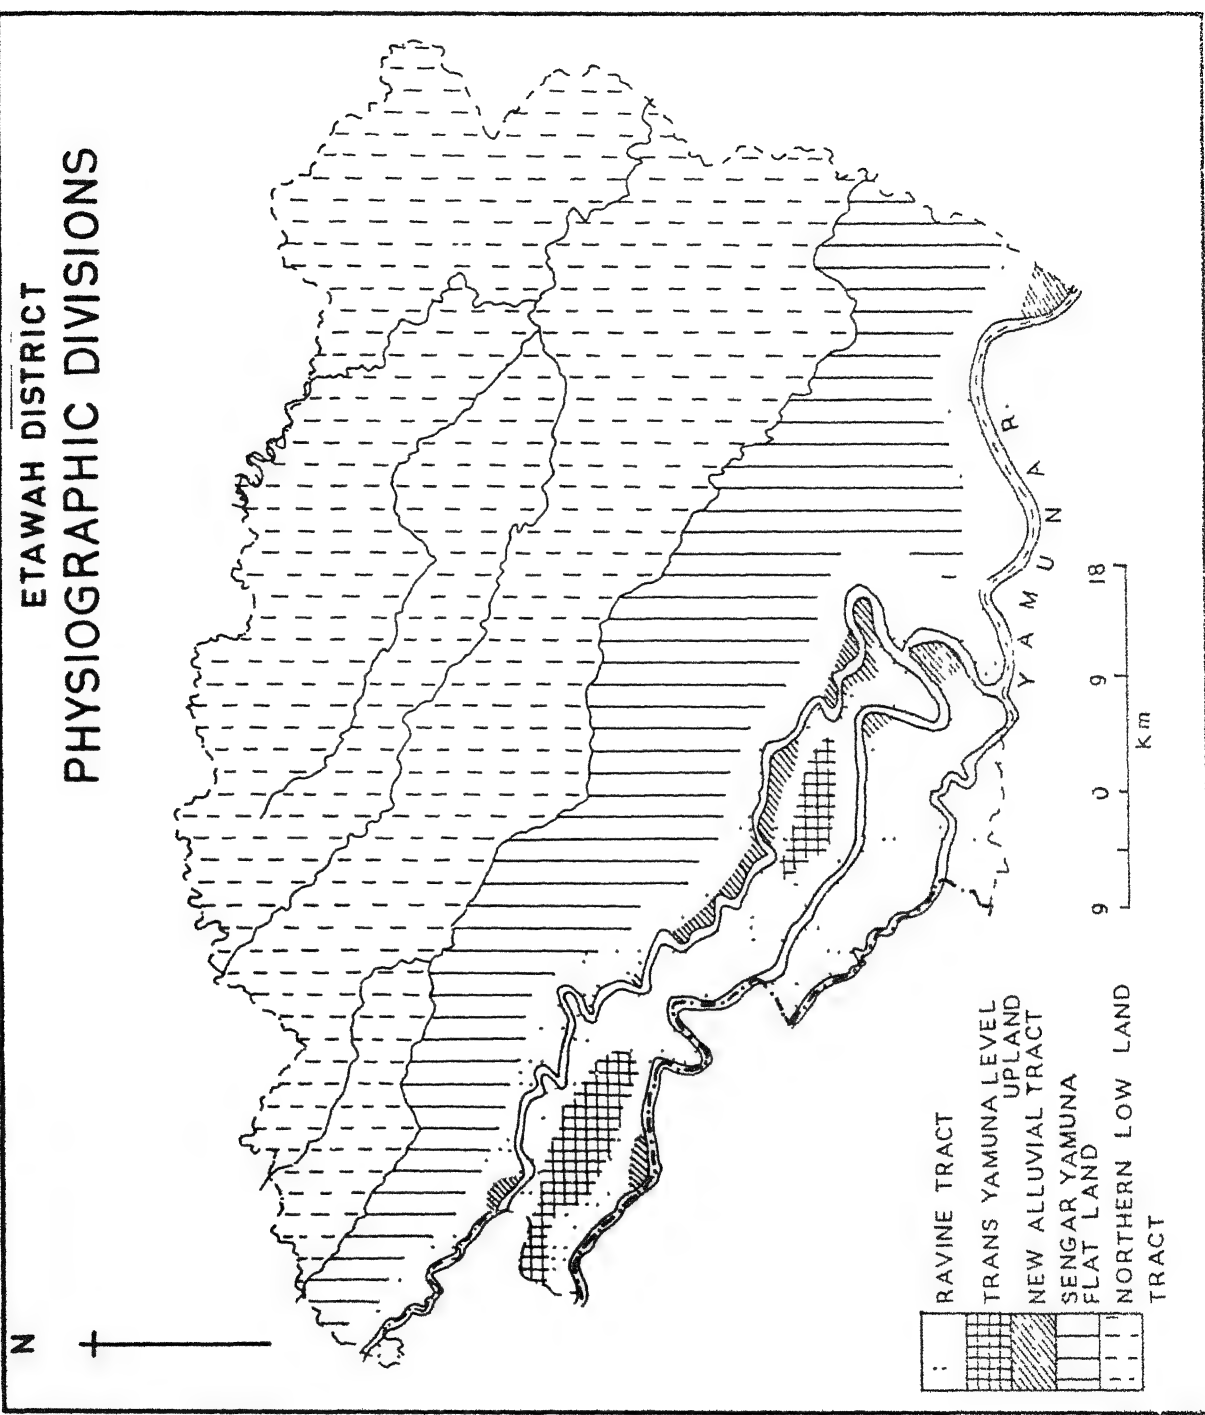 ETAWAH DISTRICT
PHYSIOGRAPHIC DIVISIONS
N
YAMUNA R.
9 0 9 18
km
RAVINE TRACT
TRANS YAMUNA LEVEL
UPLAND
NEW ALLUVIAL TRACT
SENGAR YAMUNA
FLAT LAND
NORTHERN LOW LAND
TRACT